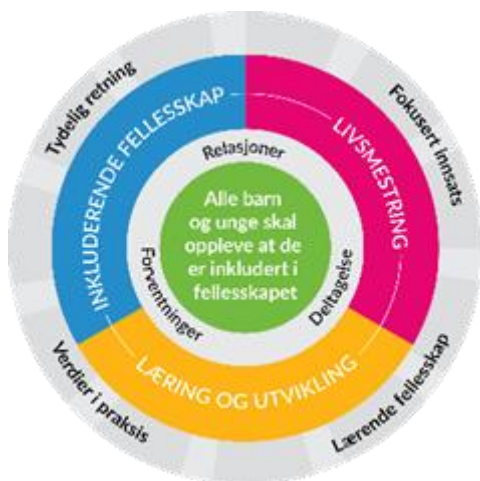 Tydelig retning
Fokusert innsats
INKLUDERENDE FELLESSKAP
LIVSMESTRING
Relasjoner
Alle barn
og unge skal
oppleve at de
er inkludert i
fellesskapet
Forventninger
Deltagelse
LÆRING OG UTVIKLING
Verdier i praksis
Lærende fellesskap